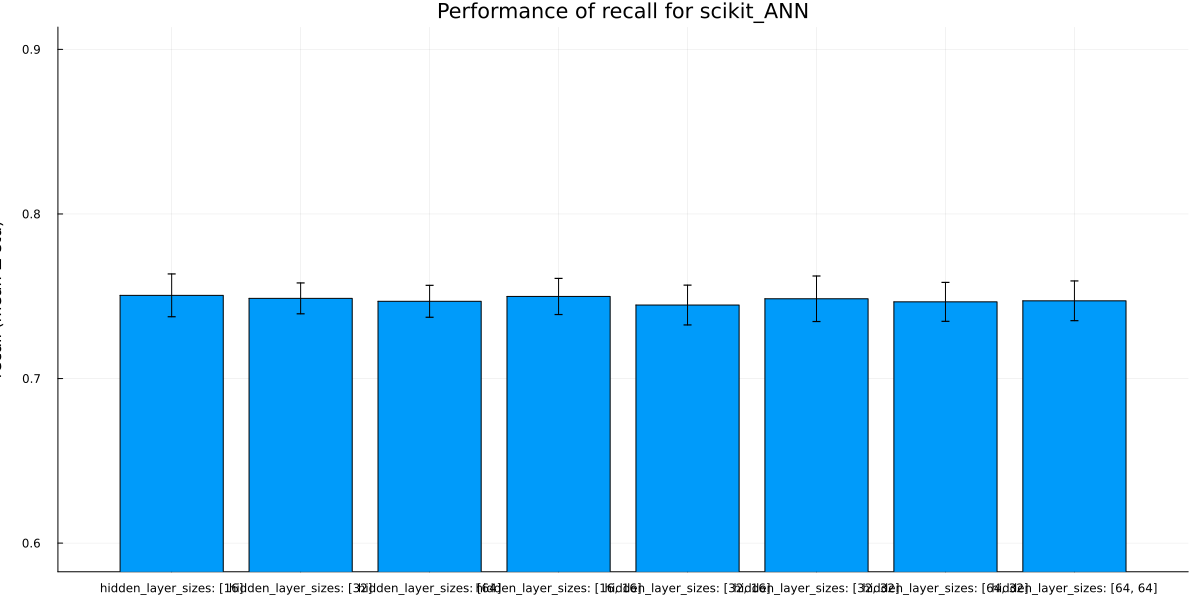 Performance of recall for scikit_ANN
0.9
0.8
0.7
0.6
hidden_layer_sizes: [16]
hidden_layer_sizes: [32]
hidden_layer_sizes: [64]
hidden_layer_sizes: [16, 16]
hidden_layer_sizes: [32, 16]
hidden_layer_sizes: [32, 32]
hidden_layer_sizes: [64, 32]
hidden_layer_sizes: [64, 64]